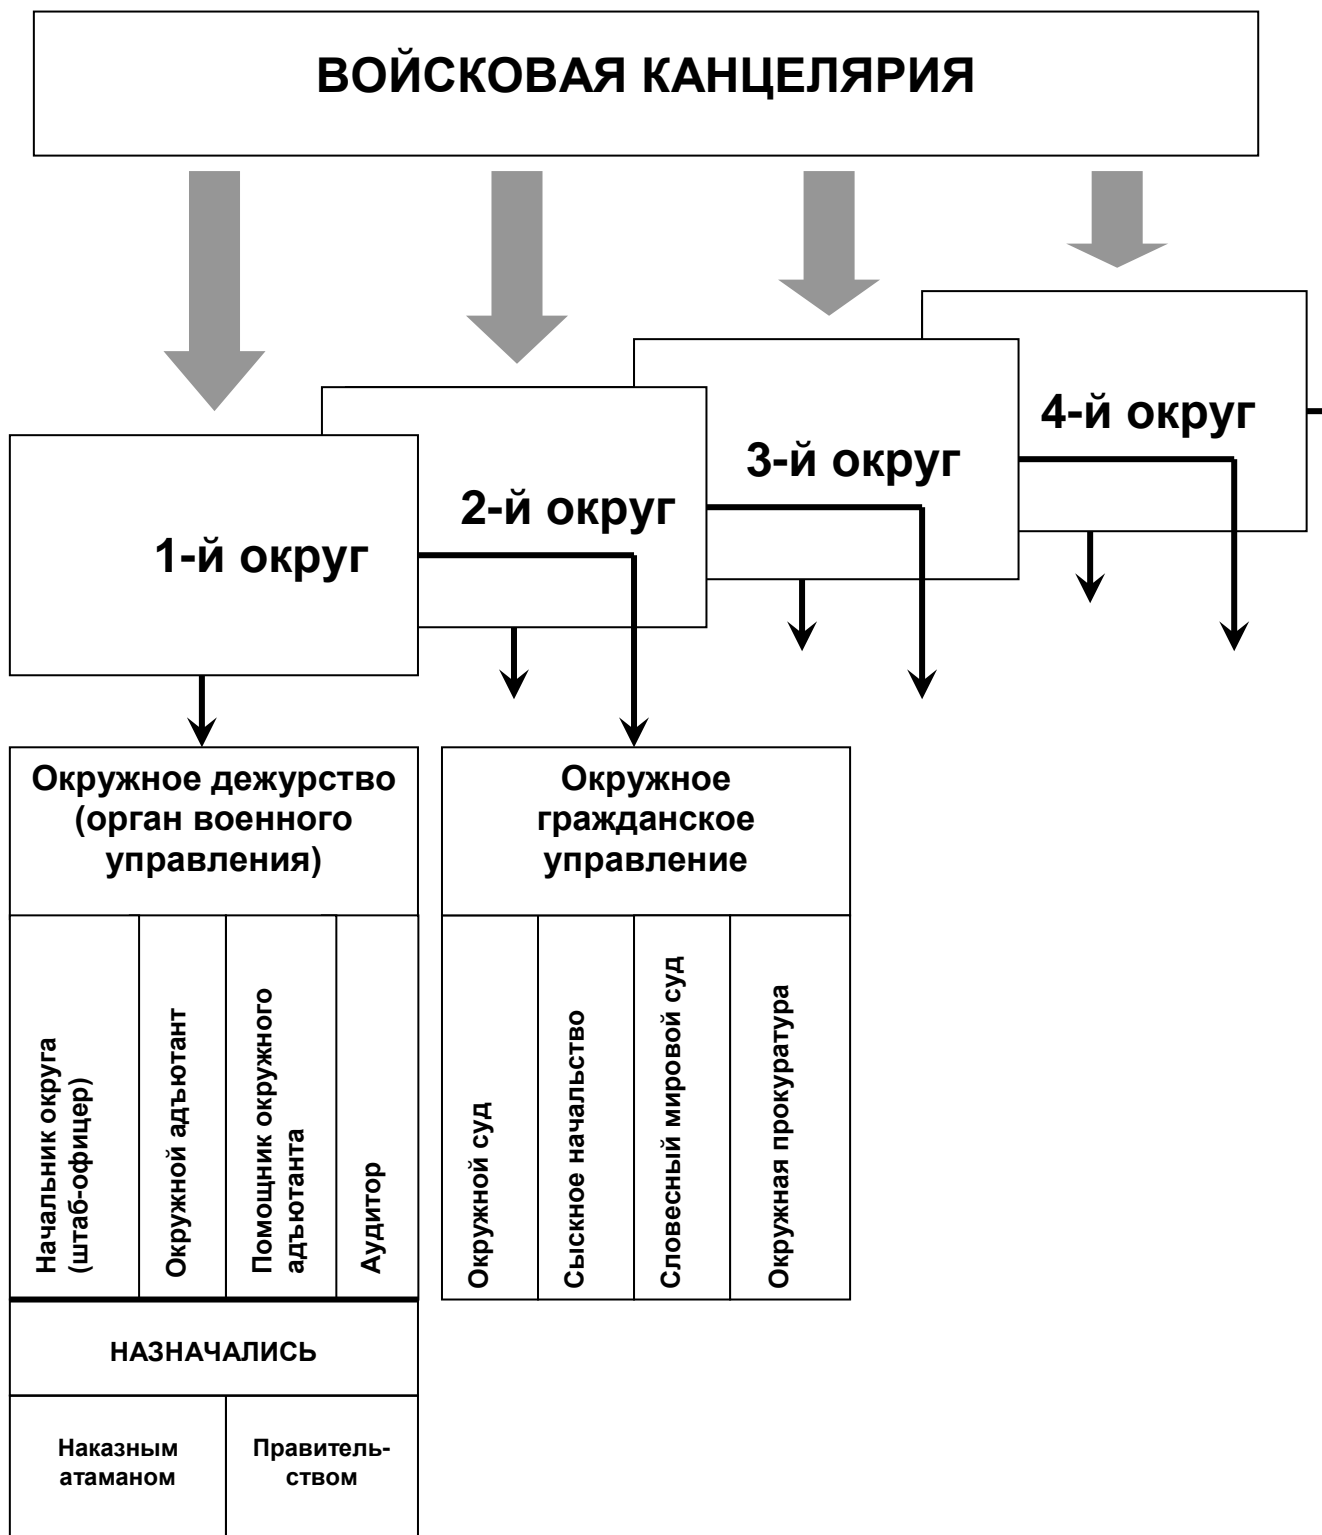 ВОЙСКОВАЯ КАНЦЕЛЯРИЯ
4-й округ
3-й округ
2-й округ
1-й округ
Окружное дежурство
(орган военного
управления)
Окружное
гражданское
управление
Начальник округа
(штаб-офицер)
Окружной адъютант
Помощник окружного
адъютанта
Аудитор
Окружной суд
Сыскное начальство
Словесный мировой суд
Окружная прокуратура
НАЗНАЧАЛИСЬ
Наказным
атаманом
Правитель-
ством